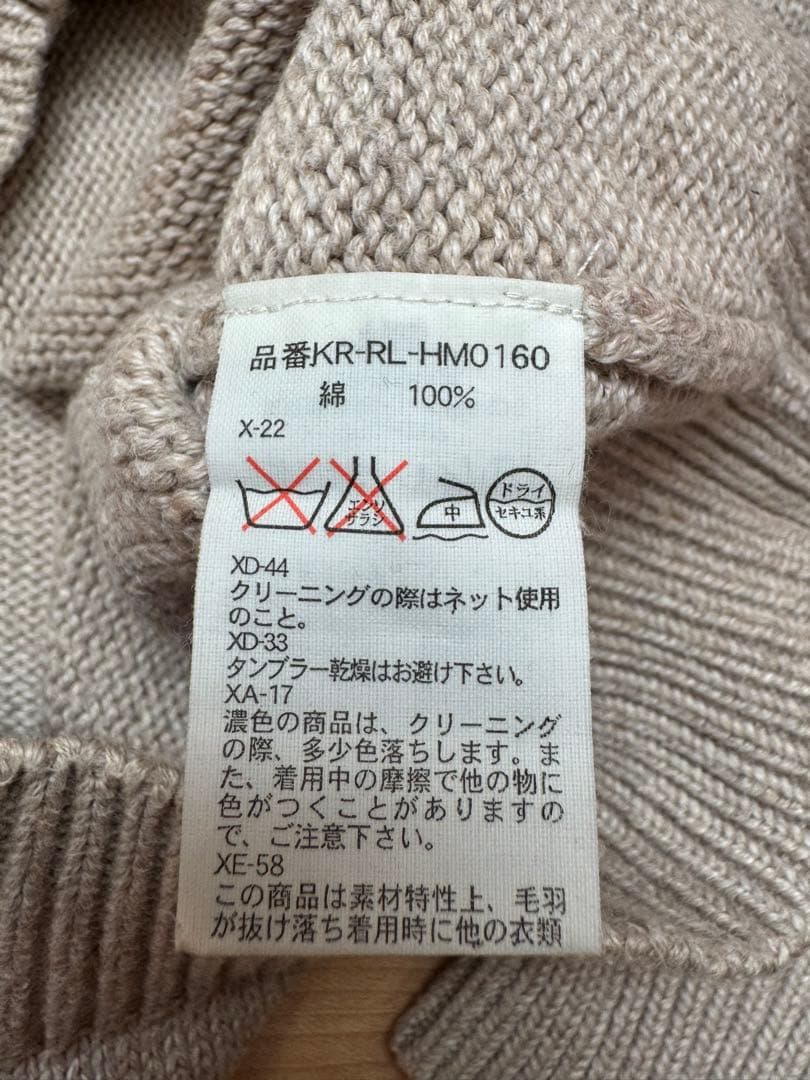 品番KR-RL-HM0160
綿 100%
X-22
エンソ
サラシ
中
ドライ
セキユ系
XD-44
クリーニングの際はネット使用
のこと。
XD-33
タンブラー乾燥はお避け下さい。
XA-17
濃色の商品は、クリーニング
の際、多少色落ちします。ま
た、着用中の摩擦で他の物に
色がつくことがありますの
で、ご注意下さい。
XE-58
この商品は素材特性上、毛羽
が抜け落ち着用時に他の衣類